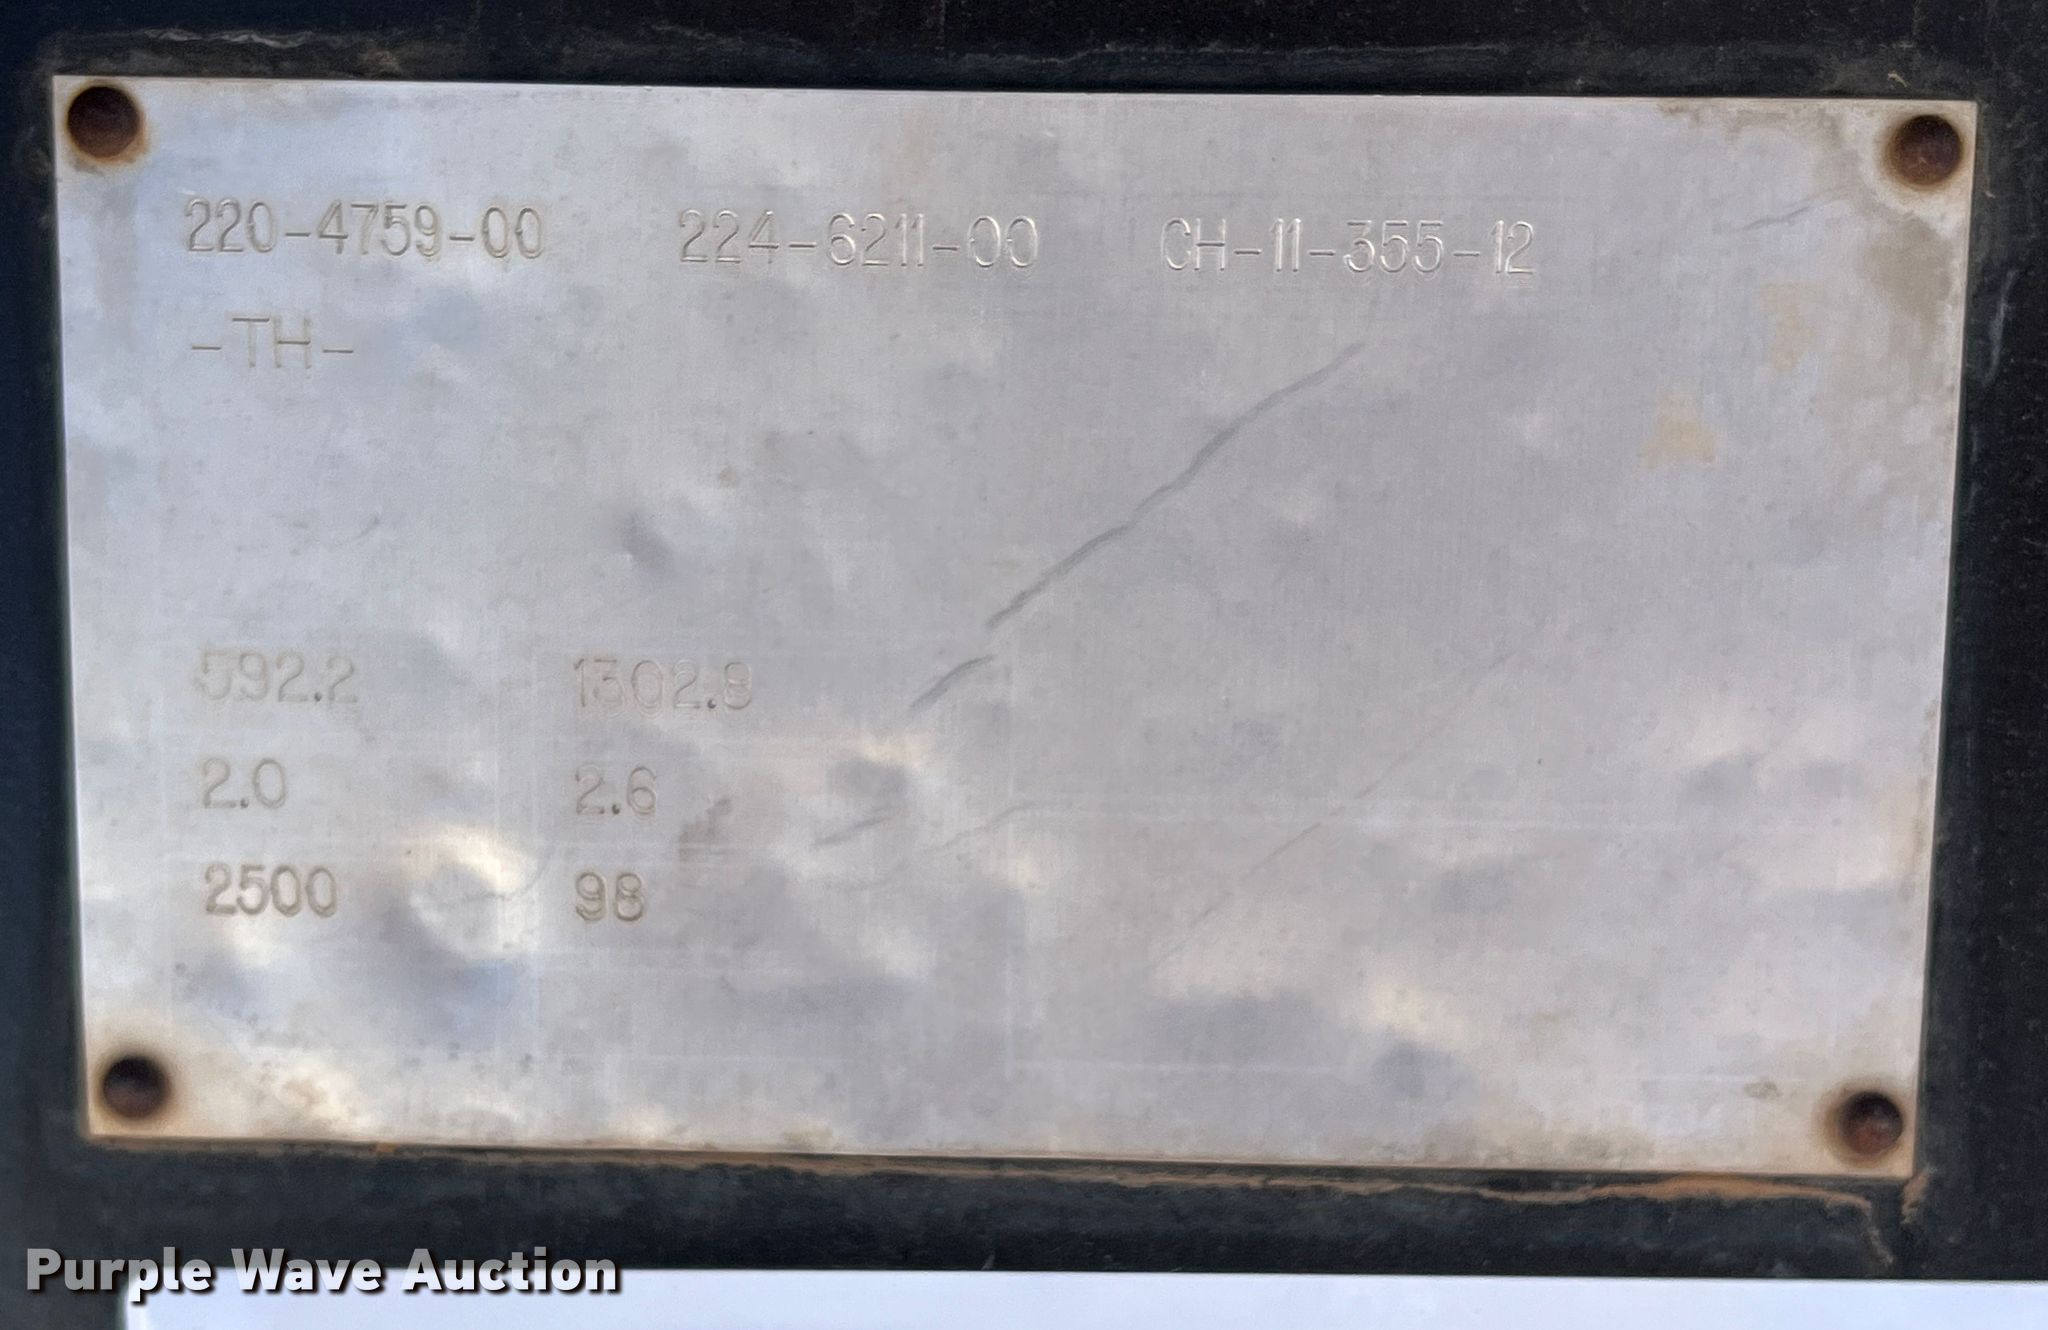 220-4759-00 224-6211-00 CH-11-355-12
-TH-
592.2 1302.8
2.0 2.6
2500 98
Purple Wave Auction